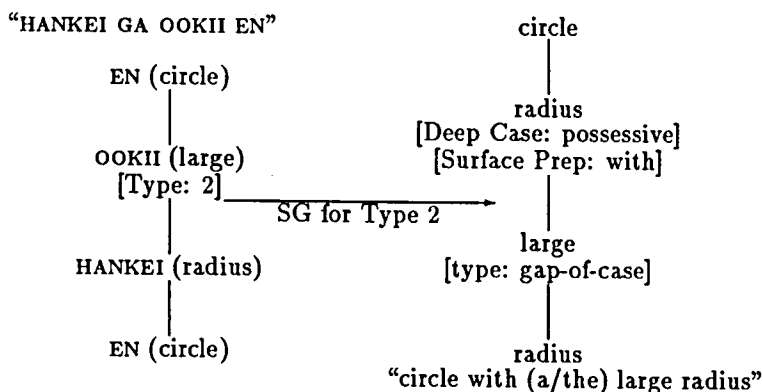 “HANKEI GA OOKII EN”
EN (circle)
OOKII (large)
[Type: 2]
HANKEI (radius)
EN (circle)
SG for Type 2
circle
radius
[Deep Case: possessive]
[Surface Prep: with]
large
[type: gap-of-case]
radius
“circle with (a/the) large radius”